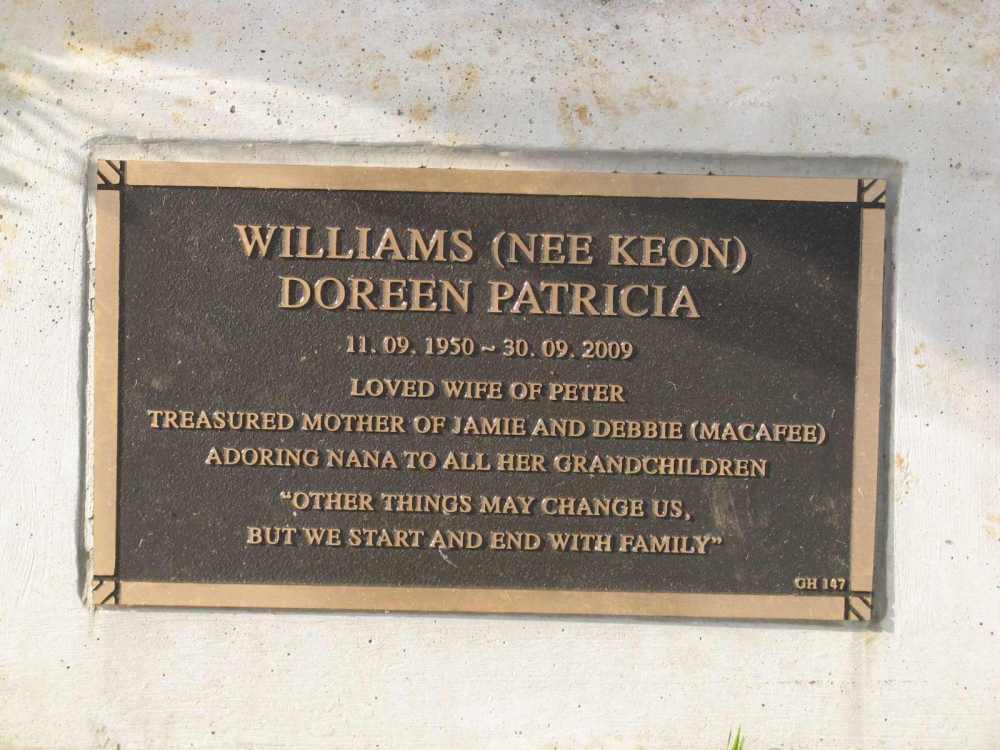 WILLIAMS (NEE KEON)
DOREEN PATRICIA
11. 09. 1950 ~ 30. 09. 2009
LOVED WIFE OF PETER
TREASURED MOTHER OF JAMIE AND DEBBIE (MACAFEE)
ADORING NANA TO ALL HER GRANDCHILDREN
“OTHER THINGS MAY CHANGE US,
BUT WE START AND END WITH FAMILY”
GH 147